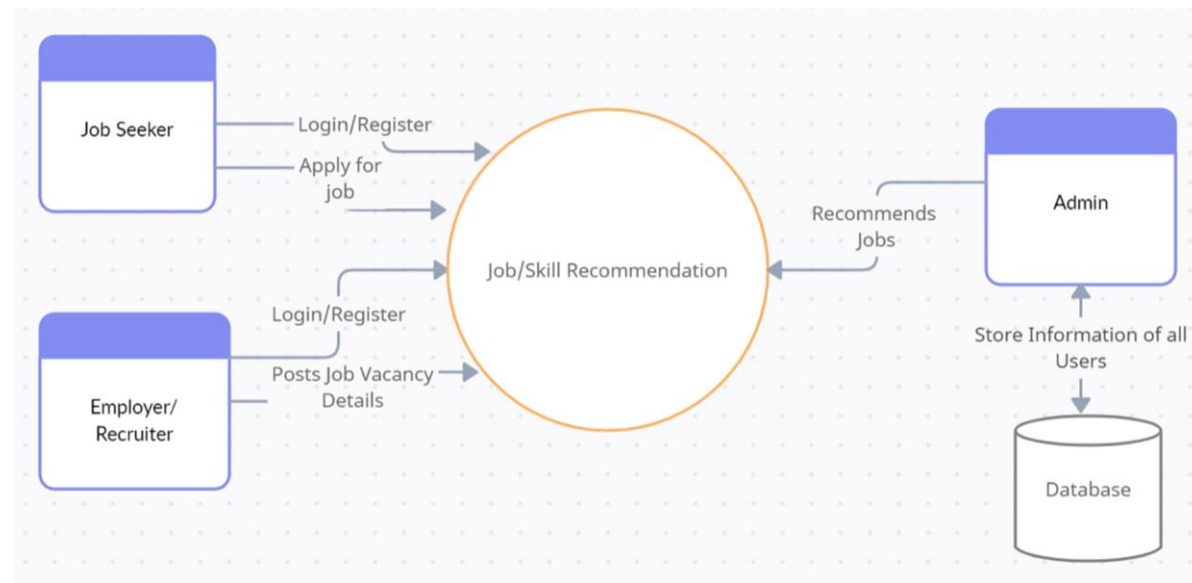 Job Seeker
Login/Register
Apply for
job
Job/Skill Recommendation
Login/Register
Posts Job Vacancy
Details
Employer/
Recruiter
Recommends
Jobs
Admin
Store Information of all
Users
Database